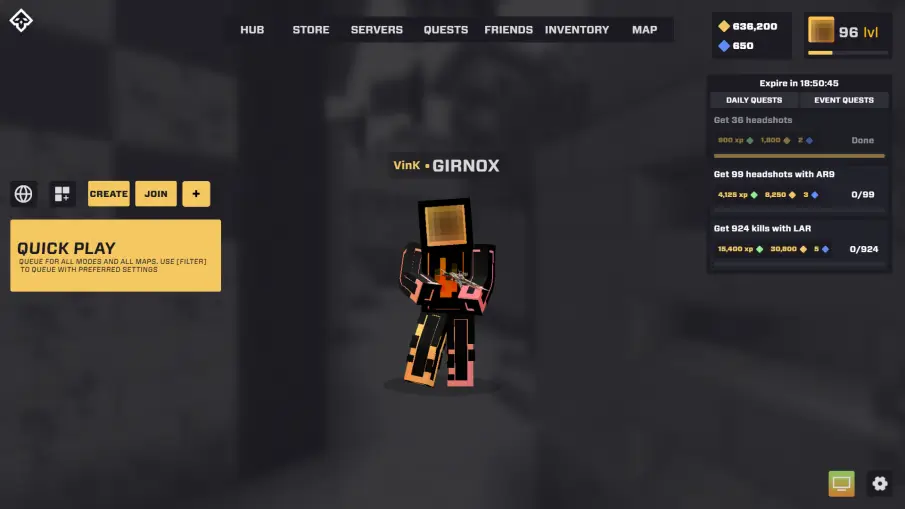 HUB STORE SERVERS QUESTS FRIENDS INVENTORY MAP
636,200
650
96 lvl
Expire in 18:50:45
DAILY QUESTS EVENT QUESTS
Get 36 headshots
900 xp 1,800 2 Done
Get 99 headshots with AR9
4,125 xp 8,250 3 0/99
Get 924 kills with LAR
15,400 xp 30,800 5 0/924
VinK • GIRNOX
CREATE JOIN +
QUICK PLAY
QUEUE FOR ALL MODES AND ALL MAPS. USE [FILTER]
TO QUEUE WITH PREFERRED SETTINGS